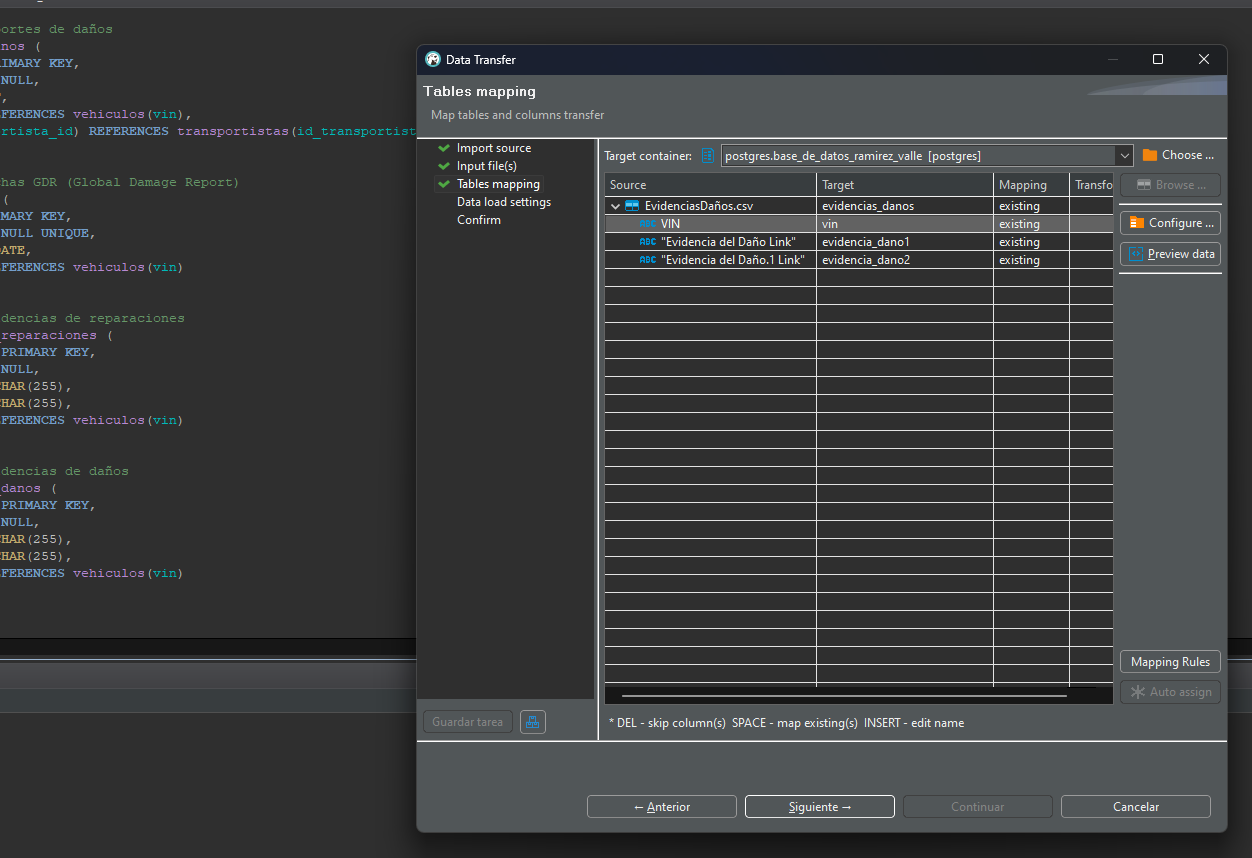 ortes de daños
nos (
IMARY KEY,
NULL,
,
FERENCES vehiculos(vin),
rtista_id) REFERENCES transportistas(id_transportist
has GDR (Global Damage Report)
(
MARY KEY,
NULL UNIQUE,
DATE,
FERENCES vehiculos(vin)
dencias de reparaciones
reparaciones (
PRIMARY KEY,
NULL,
HAR(255),
HAR(255),
FERENCES vehiculos(vin)
dencias de daños
danos (
PRIMARY KEY,
NULL,
HAR(255),
HAR(255),
FERENCES vehiculos(vin)
Data Transfer
Tables mapping
Map tables and columns transfer
Import source
Input file(s)
Tables mapping
Data load settings
Confirm
Guardar tarea
Target container: postgres.base_de_datos_ramirez_valle [postgres] Choose ...
Source Target Mapping Transfo Browse ...
EvidenciasDaños.csv evidencias_danos existing
ABC VIN vin existing Configure ...
ABC "Evidencia del Daño Link" evidencia_dano1 existing
ABC "Evidencia del Daño.1 Link" evidencia_dano2 existing Preview data
Mapping Rules
Auto assign
* DEL - skip column(s) SPACE - map existing(s) INSERT - edit name
← Anterior Siguiente → Continuar Cancelar